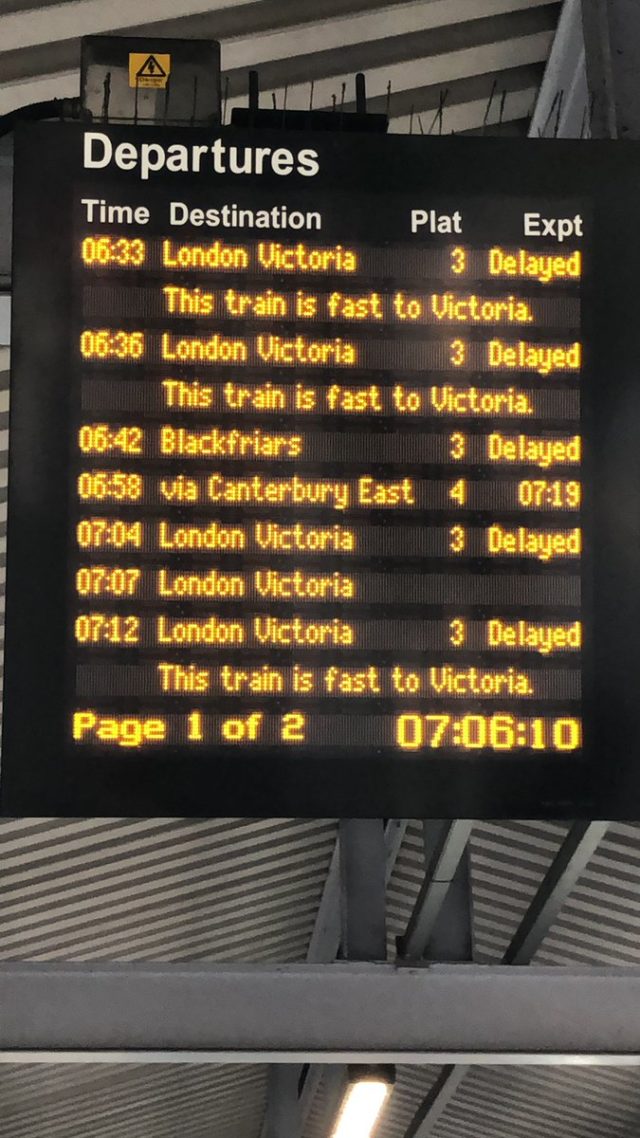 Departures
Time Destination Plat Expt
06:33 London Victoria 3 Delayed
This train is fast to Victoria.
06:36 London Victoria 3 Delayed
This train is fast to Victoria.
06:42 Blackfriars 3 Delayed
06:58 via Canterbury East 4 07:19
07:04 London Victoria 3 Delayed
07:07 London Victoria
07:12 London Victoria 3 Delayed
This train is fast to Victoria.
Page 1 of 2 07:06:10